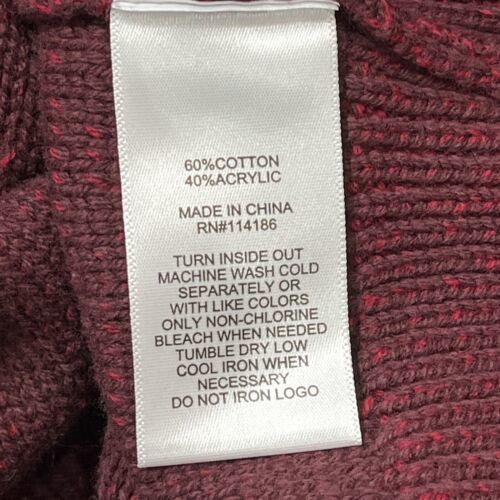 60%COTTON
40%ACRYLIC
MADE IN CHINA
RN#114186
TURN INSIDE OUT
MACHINE WASH COLD
SEPARATELY OR
WITH LIKE COLORS
ONLY NON-CHLORINE
BLEACH WHEN NEEDED
TUMBLE DRY LOW
COOL IRON WHEN
NECESSARY
DO NOT IRON LOGO